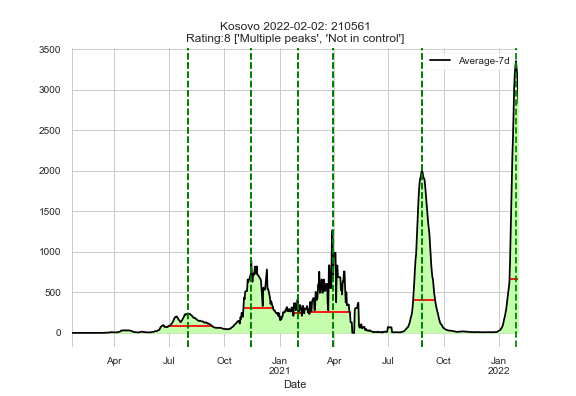 Kosovo 2022-02-02: 210561
Rating:8 ['Multiple peaks', 'Not in control']
Average-7d
3500
3000
2500
2000
1500
1000
500
0
Apr Jul Oct Jan Apr Jul Oct Jan
2021 2022
Date